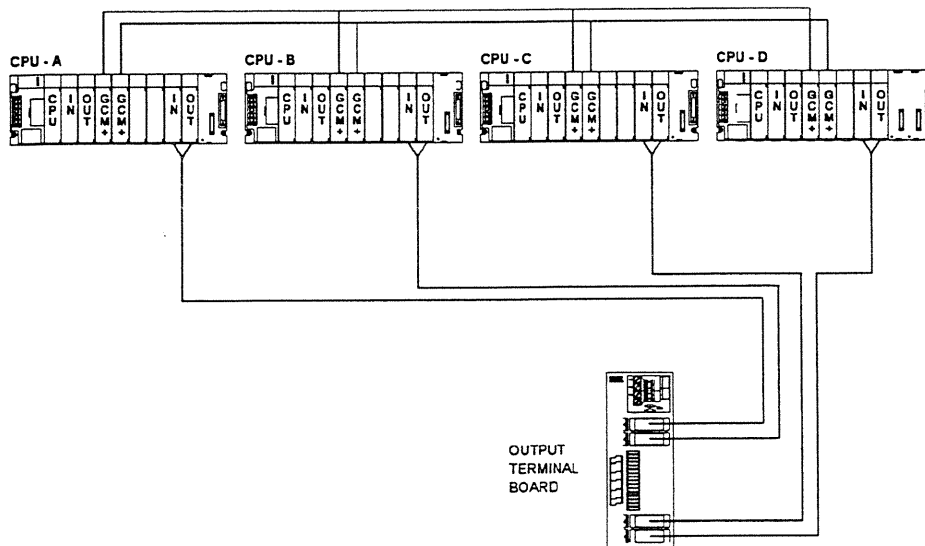 CPU - A
CPU - B
CPU - C
CPU - D
CPU
IN
OUT
GCM+
GCM+
IN
OUT
CPU
IN
OUT
GCM+
GCM+
IN
OUT
CPU
IN
OUT
GCM+
GCM+
IN
OUT
CPU
IN
OUT
GCM+
GCM+
IN
OUT
OUTPUT
TERMINAL
BOARD